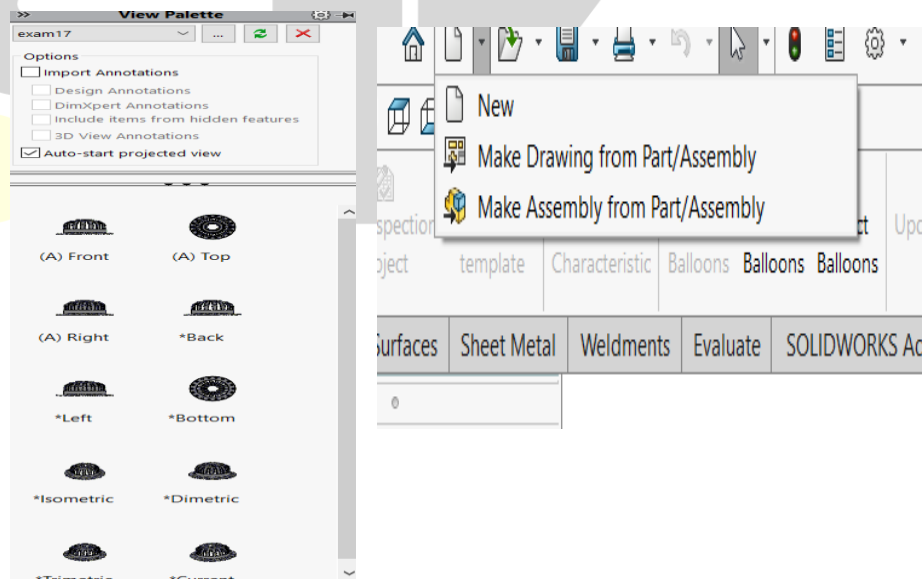 >> View Palette
exam17
...
Options
Import Annotations
Design Annotations
DimXpert Annotations
Include items from hidden features
3D View Annotations
Auto-start projected view
(A) Front (A) Top
(A) Right *Back
*Left *Bottom
*Isometric *Dimetric
*Trimetric *Current
New
Make Drawing from Part/Assembly
Make Assembly from Part/Assembly
template Characteristic Balloons Balloons Balloons
Sheet Metal Weldments Evaluate SOLIDWORKS